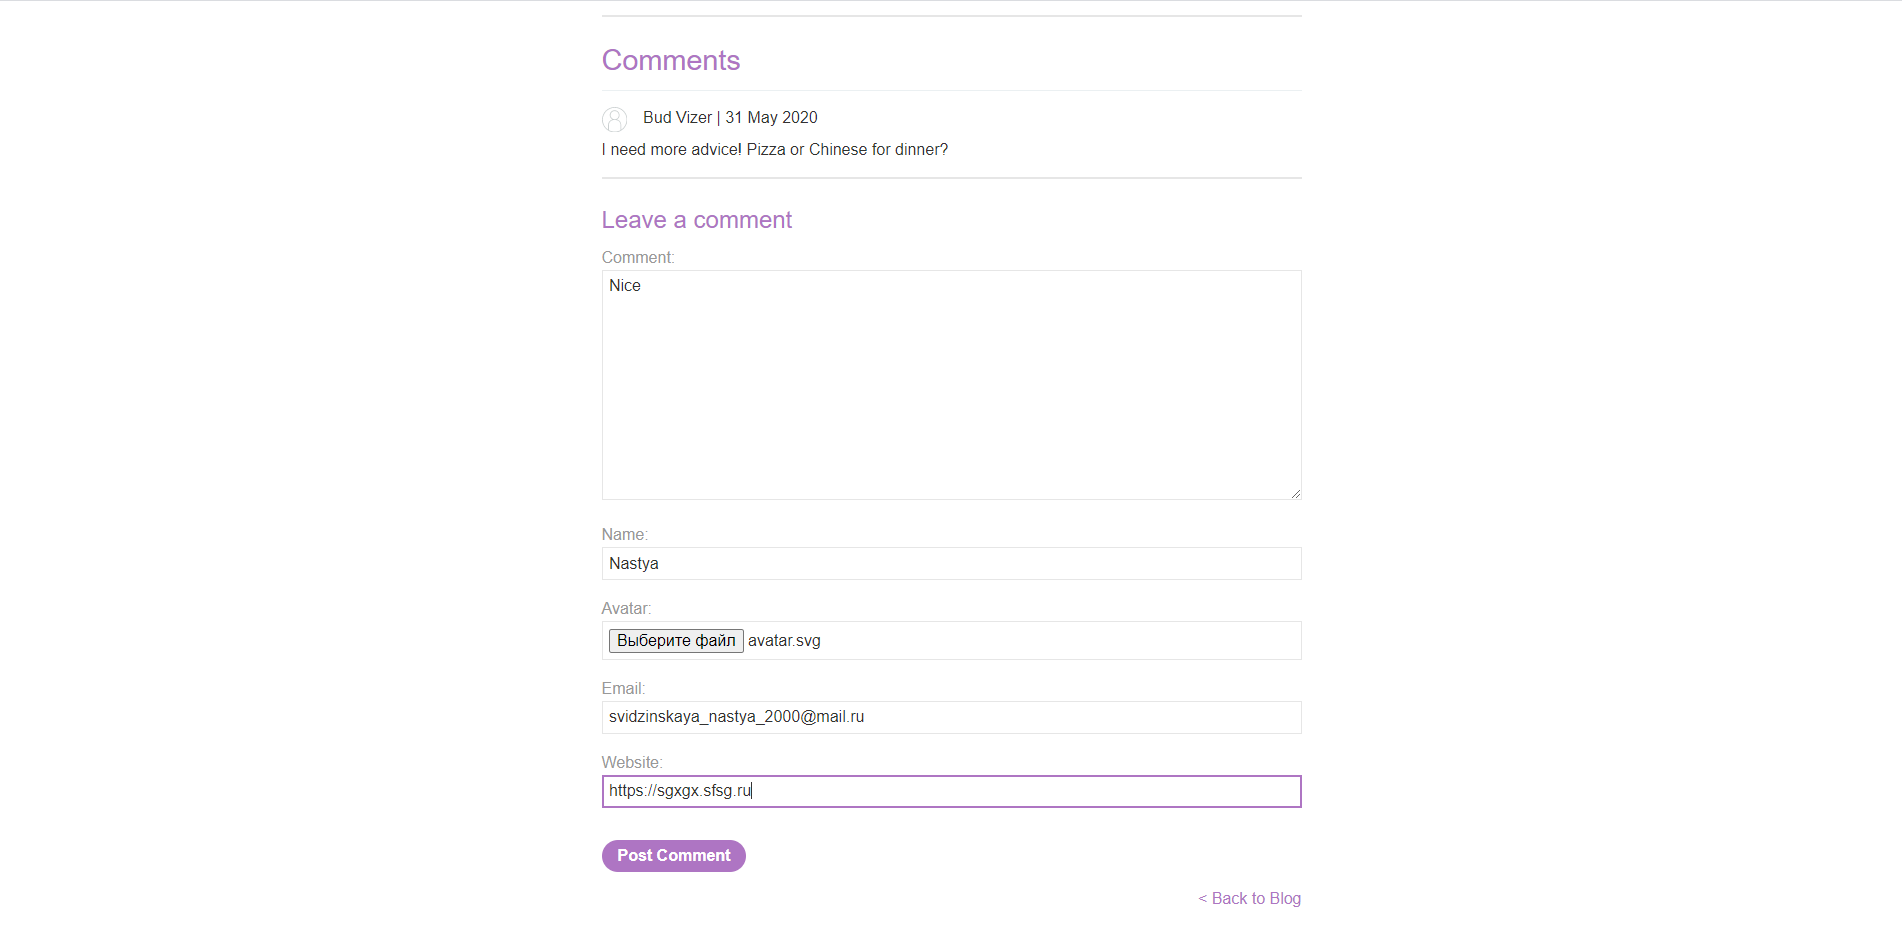 Comments
Bud Vizer | 31 May 2020
I need more advice! Pizza or Chinese for dinner?
Leave a comment
Comment:
Nice
Name:
Nastya
Avatar:
Выберите файл avatar.svg
Email:
svidzinskaya_nastya_2000@mail.ru
Website:
https://sgxgx.sfsg.ru
Post Comment
< Back to Blog